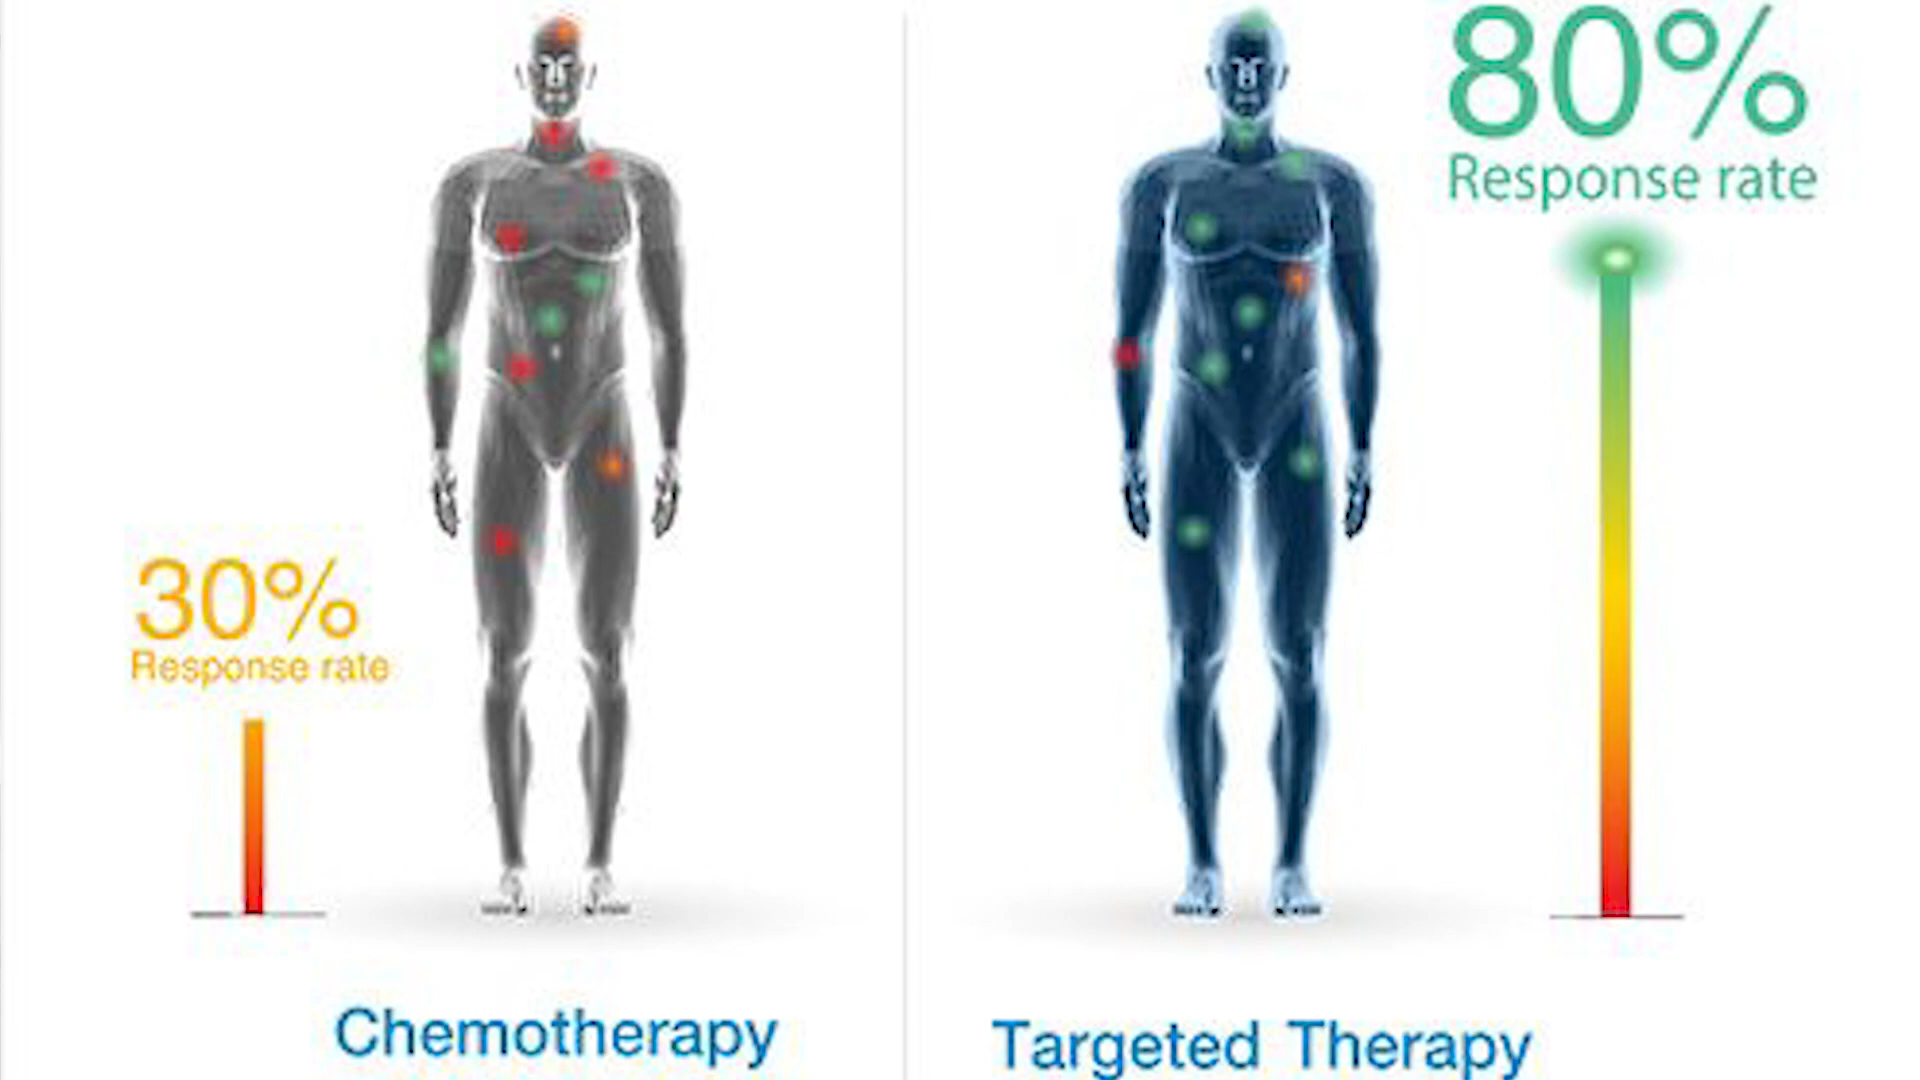 30%
Response rate
Chemotherapy
80%
Response rate
Targeted Therapy